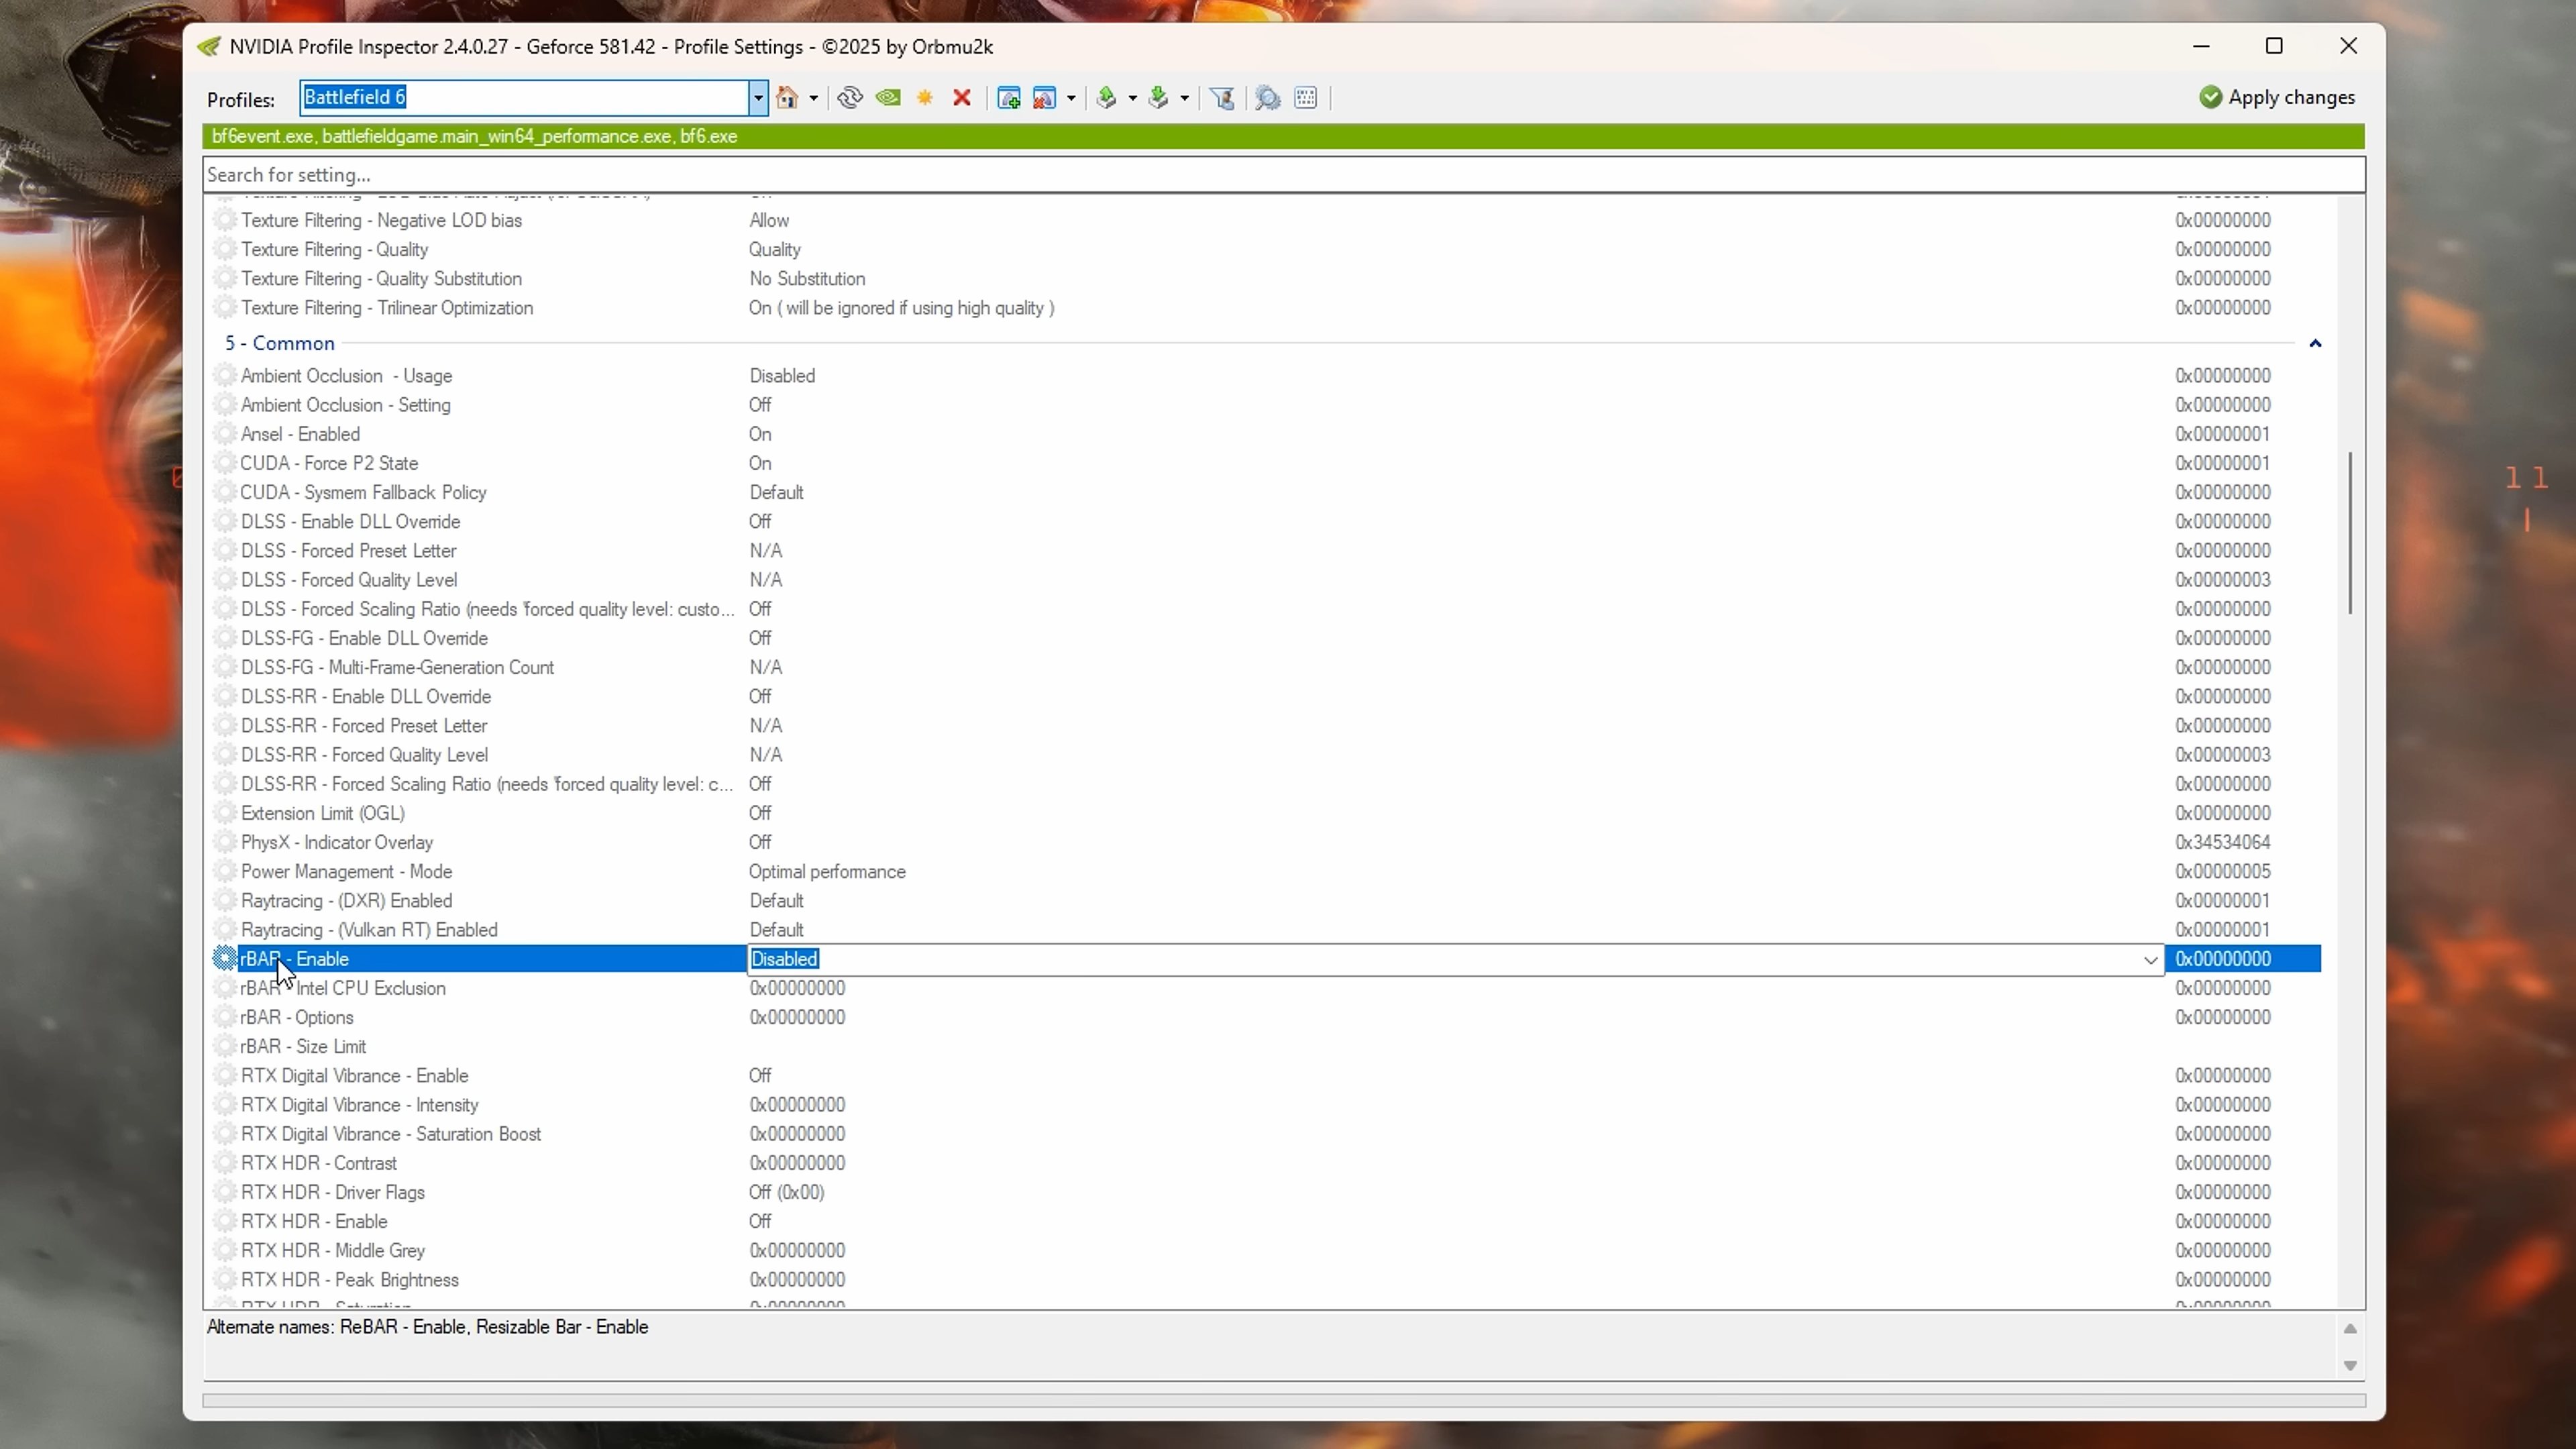 NVIDIA Profile Inspector 2.4.0.27 - Geforce 581.42 - Profile Settings - ©2025 by Orbmu2k
Profiles: Battlefield 6 Apply changes
bf6event.exe, battlefieldgame.main_win64_performance.exe, bf6.exe
Search for setting...
Texture Filtering - Negative LOD bias Allow 0x00000000
Texture Filtering - Quality Quality 0x00000000
Texture Filtering - Quality Substitution No Substitution 0x00000000
Texture Filtering - Trilinear Optimization On ( will be ignored if using high quality ) 0x00000000
5 - Common
Ambient Occlusion - Usage Disabled 0x00000000
Ambient Occlusion - Setting Off 0x00000000
Ansel - Enabled On 0x00000001
CUDA - Force P2 State On 0x00000001
CUDA - Sysmem Fallback Policy Default 0x00000000
DLSS - Enable DLL Override Off 0x00000000
DLSS - Forced Preset Letter N/A 0x00000000
DLSS - Forced Quality Level N/A 0x00000003
DLSS - Forced Scaling Ratio (needs 'forced quality level: custo... Off 0x00000000
DLSS-FG - Enable DLL Override Off 0x00000000
DLSS-FG - Multi-Frame-Generation Count N/A 0x00000000
DLSS-RR - Enable DLL Override Off 0x00000000
DLSS-RR - Forced Preset Letter N/A 0x00000000
DLSS-RR - Forced Quality Level N/A 0x00000003
DLSS-RR - Forced Scaling Ratio (needs 'forced quality level: c... Off 0x00000000
Extension Limit (OGL) Off 0x00000000
PhysX - Indicator Overlay Off 0x34534064
Power Management - Mode Optimal performance 0x00000005
Raytracing - (DXR) Enabled Default 0x00000001
Raytracing - (Vulkan RT) Enabled Default 0x00000001
rBAR - Enable Disabled 0x00000000
rBAR - Intel CPU Exclusion 0x00000000 0x00000000
rBAR - Options 0x00000000 0x00000000
rBAR - Size Limit
RTX Digital Vibrance - Enable Off 0x00000000
RTX Digital Vibrance - Intensity 0x00000000 0x00000000
RTX Digital Vibrance - Saturation Boost 0x00000000 0x00000000
RTX HDR - Contrast 0x00000000 0x00000000
RTX HDR - Driver Flags Off (0x00) 0x00000000
RTX HDR - Enable Off 0x00000000
RTX HDR - Middle Grey 0x00000000 0x00000000
RTX HDR - Peak Brightness 0x00000000 0x00000000
Alternate names: ReBAR - Enable, Resizable Bar - Enable